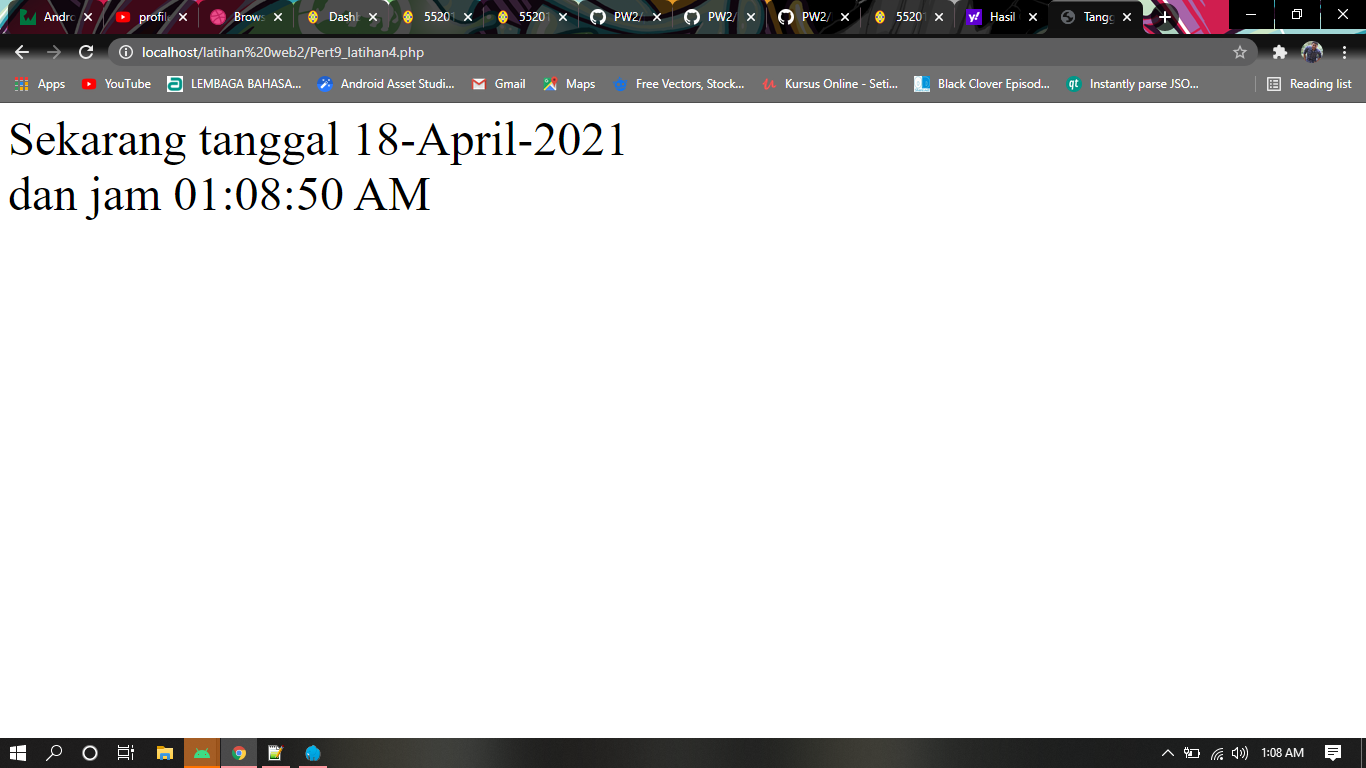 Andro
profil
Brows
Dashb
55201
55201
PW2/
PW2/
PW2/
55201
Hasil
Tangg
localhost/latihan%20web2/Pert9_latihan4.php
Apps YouTube LEMBAGA BAHASA... Android Asset Studi... Gmail Maps Free Vectors, Stock... Kursus Online - Seti... Black Clover Episod... qt Instantly parse JSO... Reading list
Sekarang tanggal 18-April-2021
dan jam 01:08:50 AM
1:08 AM